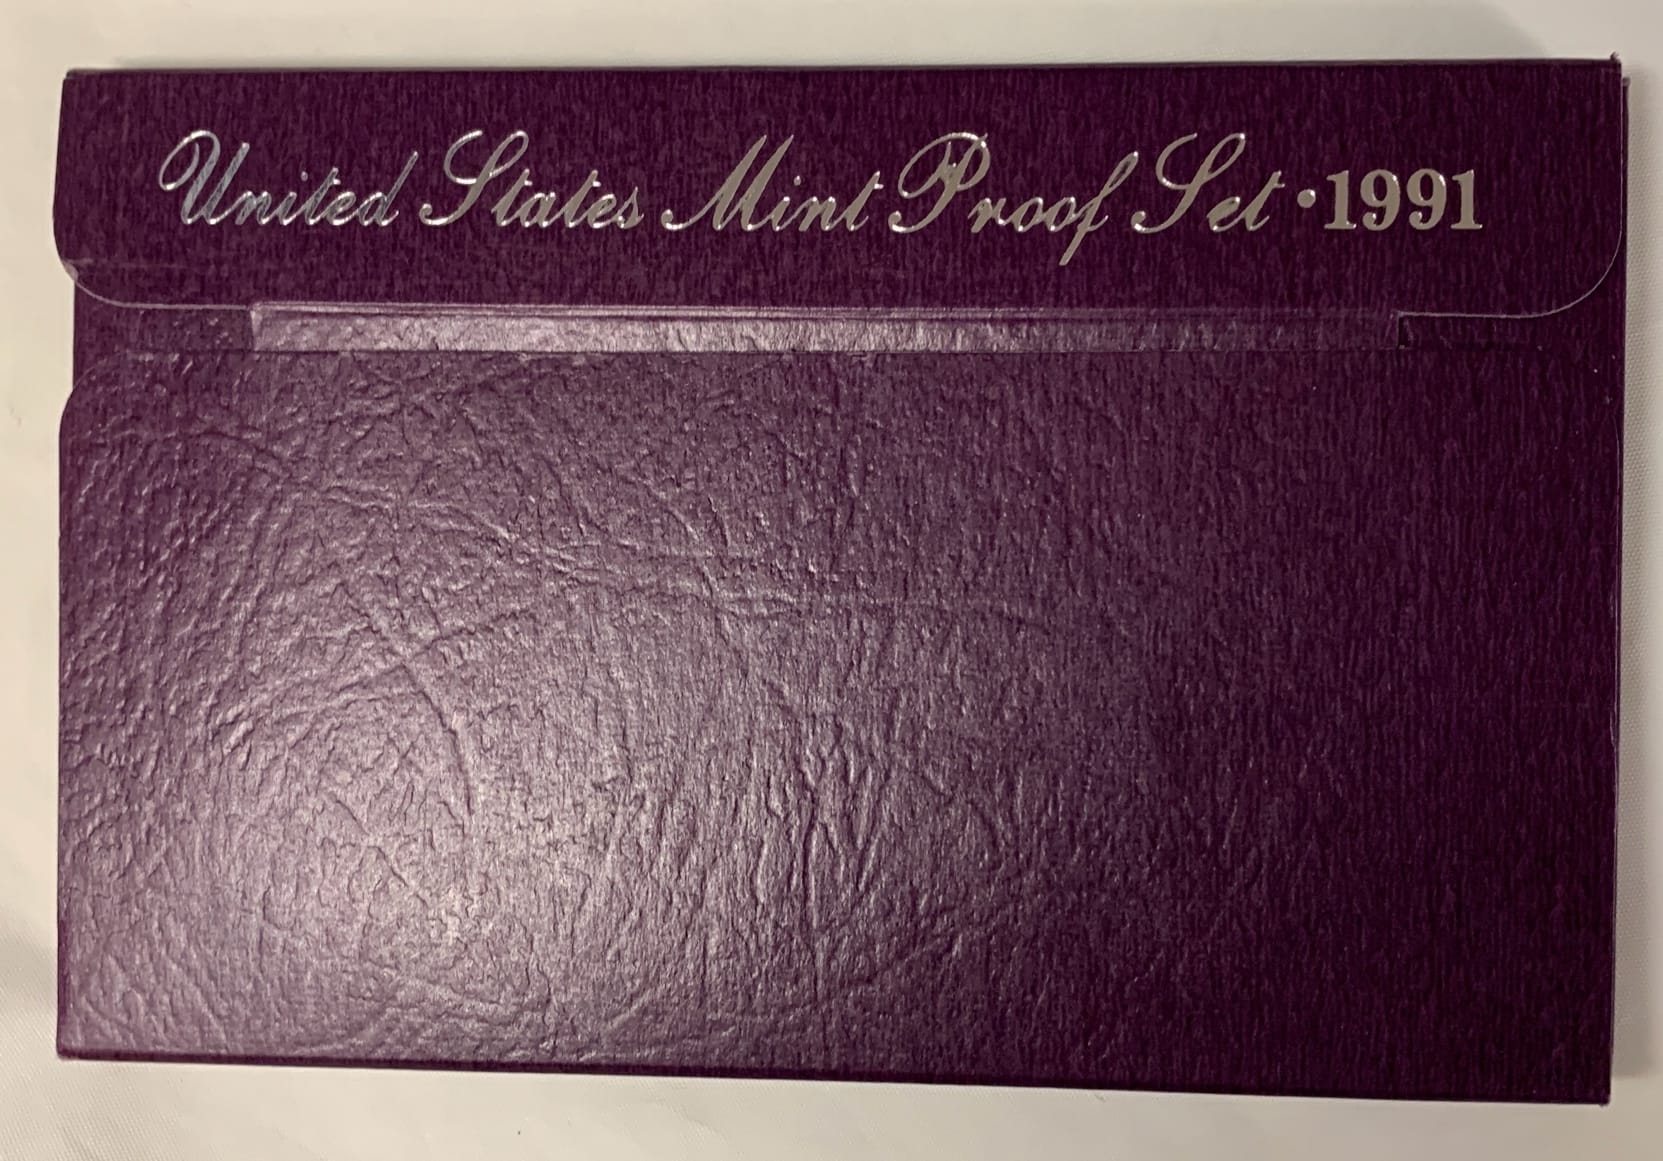 United States Mint Proof Set • 1991